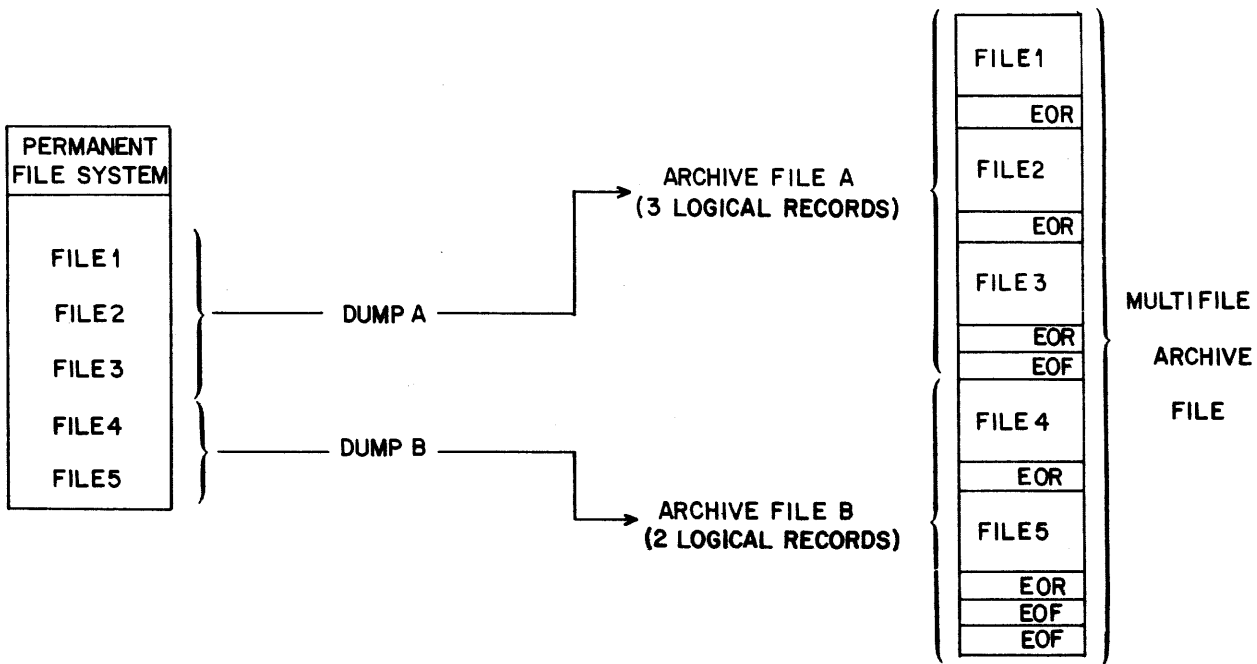 PERMANENT
FILE SYSTEM
FILE1
FILE2
FILE3
FILE4
FILE5
DUMP A
DUMP B
ARCHIVE FILE A
(3 LOGICAL RECORDS)
ARCHIVE FILE B
(2 LOGICAL RECORDS)
FILE1
EOR
FILE2
EOR
FILE3
EOR
EOF
FILE4
EOR
FILE5
EOR
EOF
EOF
MULTIFILE
ARCHIVE
FILE